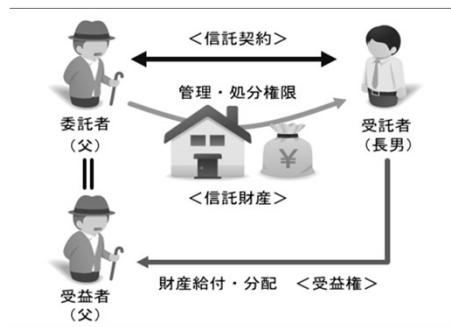 ＜信託契約＞
管理・処分権限
委託者
（父）
受託者
（長男）
¥
＜信託財産＞
財産給付・分配　＜受益権＞
受益者
（父）